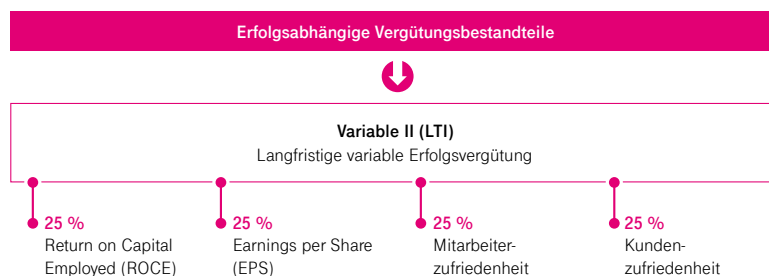 Erfolgsabhängige Vergütungsbestandteile
Variable II (LTI)
Langfristige variable Erfolgsvergütung
25 %
Return on Capital
Employed (ROCE)
25 %
Earnings per Share
(EPS)
25 %
Mitarbeiter-
zufriedenheit
25 %
Kunden-
zufriedenheit